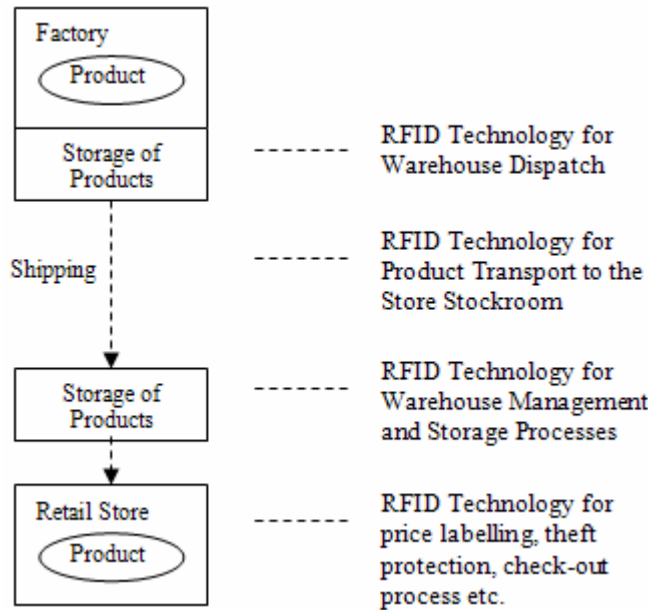 Factory
Product
Storage of
Products
RFID Technology for
Warehouse Dispatch
Shipping
RFID Technology for
Product Transport to the
Store Stockroom
Storage of
Products
RFID Technology for
Warehouse Management
and Storage Processes
Retail Store
Product
RFID Technology for
price labelling, theft
protection, check-out
process etc.